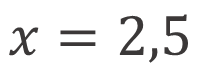 x = 2,5